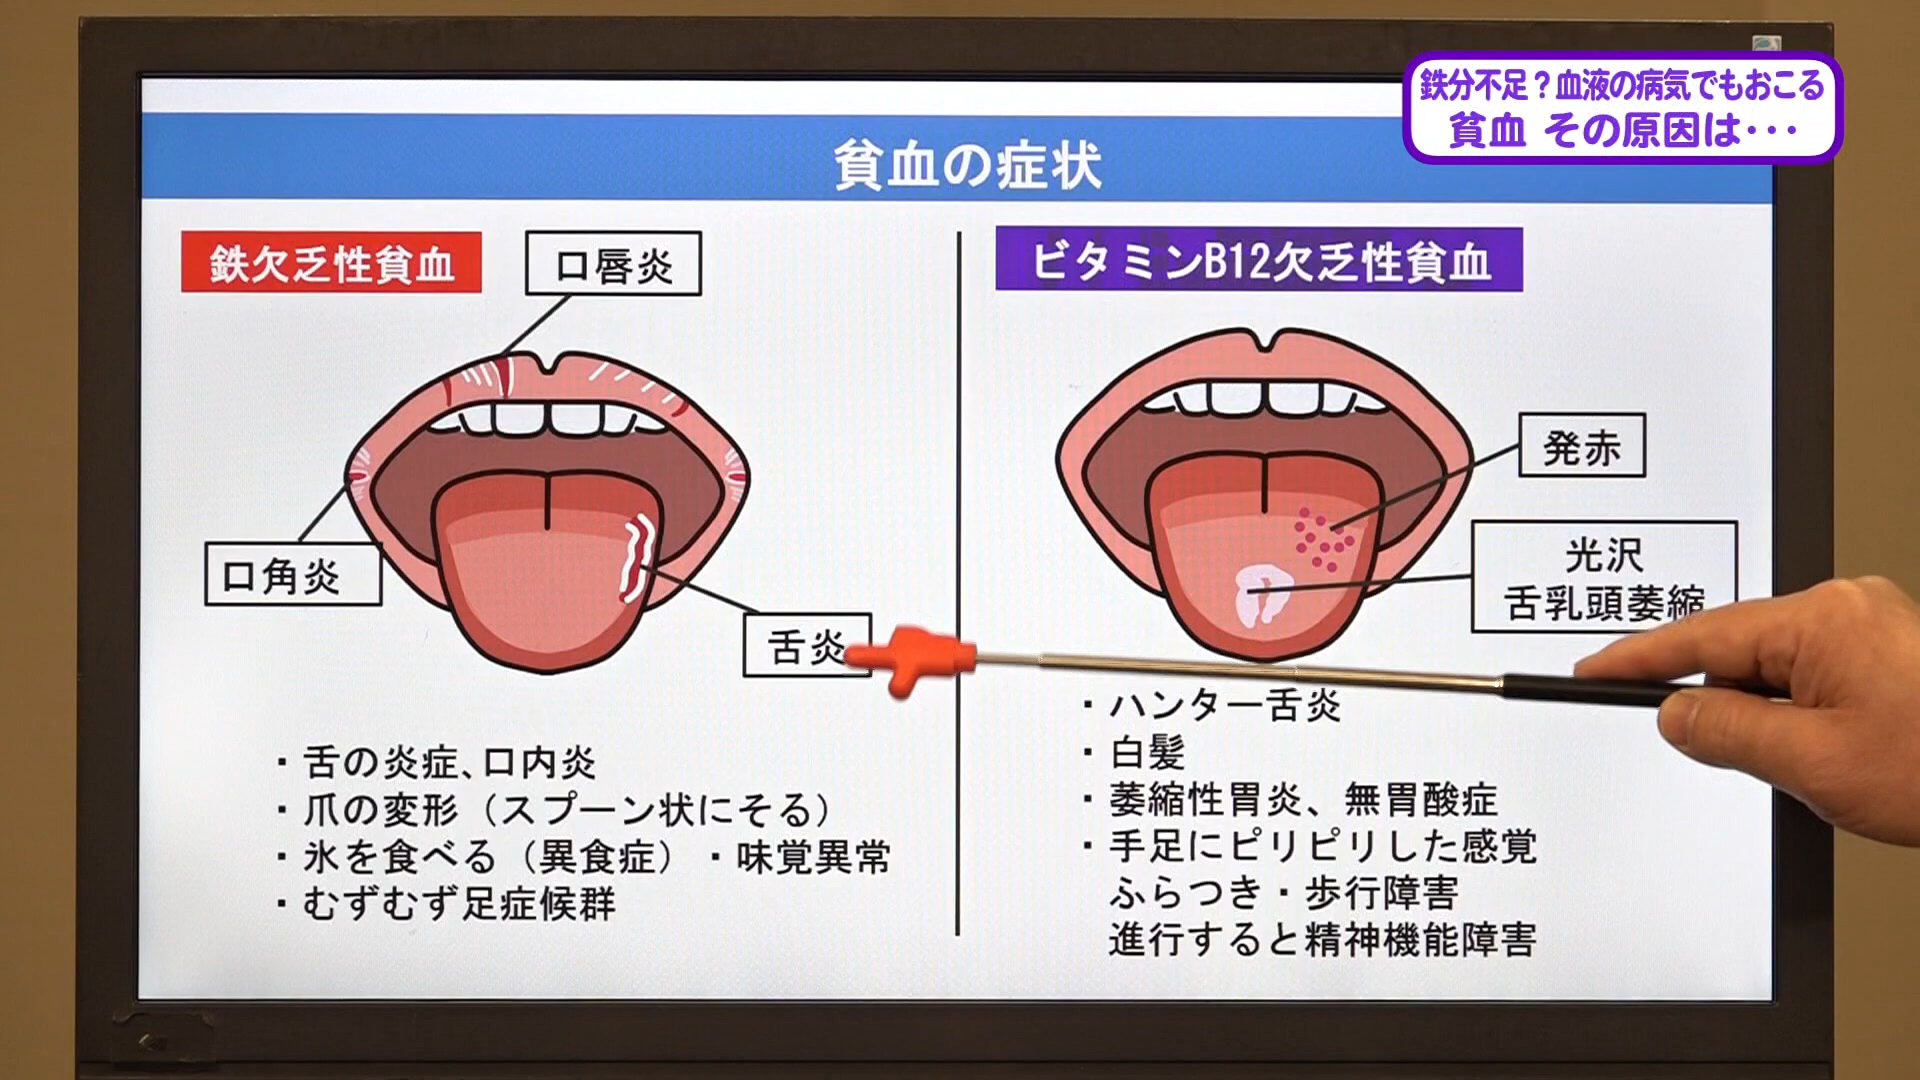 鉄分不足？血液の病気でもおこる
貧血 その原因は･･･
貧血の症状
鉄欠乏性貧血
口唇炎
口角炎
舌炎
・舌の炎症、口内炎
・爪の変形（スプーン状にそる）
・氷を食べる（異食症）・味覚異常
・むずむず足症候群
ビタミンB12欠乏性貧血
発赤
光沢
舌乳頭萎縮
・ハンター舌炎
・白髪
・萎縮性胃炎、無胃酸症
・手足にピリピリした感覚
ふらつき・歩行障害
進行すると精神機能障害